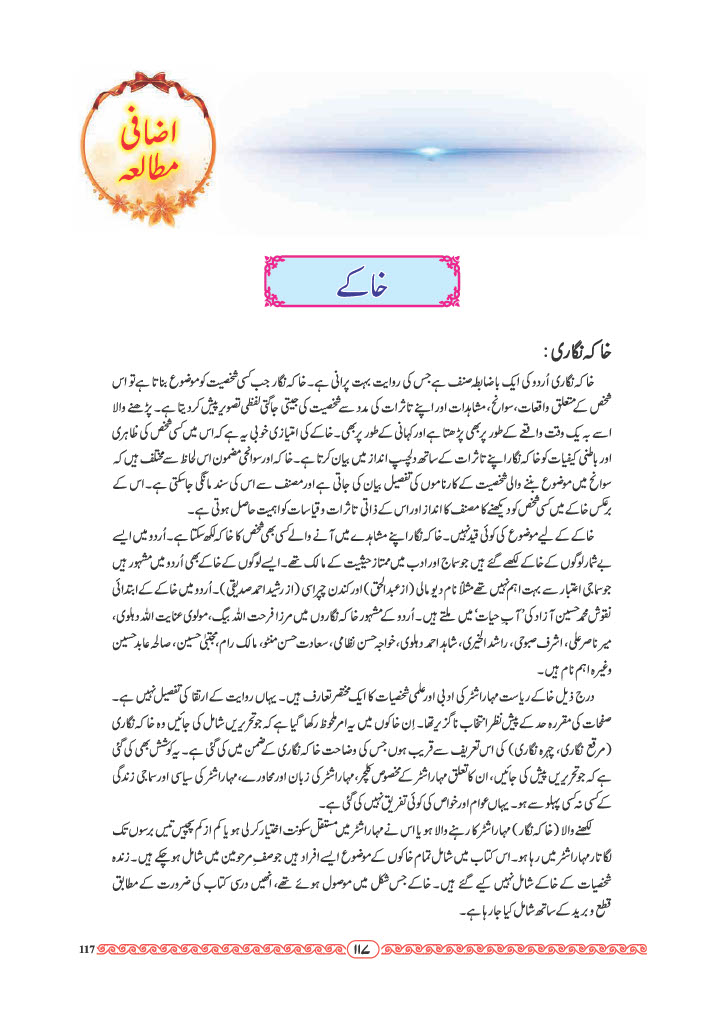 اضافی
مطالعہ
خاکے
خاکہ نگاری :
خاکہ نگاری اُردو کی ایک باضابطہ صنف ہے جس کی روایت بہت پرانی ہے۔ خاکہ نگار جب کسی شخصیت کو موضوع بناتا ہے تو اس
شخص کے متعلق واقعات، سوانح، مشاہدات اور اپنے تاثرات کی مدد سے شخصیت کی جیتی جاگتی لفظی تصویر پیش کر دیتا ہے۔ پڑھنے والا
اسے بہ یک وقت واقعے کے طور پر بھی پڑھتا ہے اور کہانی کے طور پر بھی۔ خاکے کی امتیازی خوبی یہ ہے کہ اس میں کسی شخص کی ظاہری
اور باطنی کیفیات کو خاکہ نگار اپنے تاثرات کے ساتھ دلچسپ انداز میں بیان کرتا ہے۔ خاکہ اور سوانحی مضمون اس لحاظ سے مختلف ہیں کہ
سوانح میں موضوع بننے والی شخصیت کے کارناموں کی تفصیل بیان کی جاتی ہے اور مصنف سے اس کی سند مانگی جاسکتی ہے۔ اس کے
برعکس خاکے میں کسی شخص کو دیکھنے کا مصنف کا انداز اور اس کے ذاتی تاثرات و قیاسات کو اہمیت حاصل ہوتی ہے۔
خاکے کے لیے موضوع کی کوئی قید نہیں۔ خاکہ نگار اپنے مشاہدے میں آنے والے کسی بھی شخص کا خاکہ لکھ سکتا ہے۔ اُردو میں ایسے
بے شمار لوگوں کے خاکے لکھے گئے ہیں جو سماج اور ادب میں ممتاز حیثیت کے مالک تھے۔ ایسے لوگوں کے خاکے بھی اُردو میں مشہور ہیں
جو سماجی اعتبار سے بہت اہم نہیں تھے مثلاً نام دیو مالی (از عبدالحق) اور کندن چپراسی (از رشید احمد صدیقی)۔ اُردو میں خاکے کے ابتدائی
نقوش محمد حسین آزاد کی 'آبِ حیات' میں ملتے ہیں۔ اُردو کے مشہور خاکہ نگاروں میں مرزا فرحت اللہ بیگ، مولوی عنایت اللہ دہلوی،
میر ناصر علی، اشرف صبوحی، راشد الخیری، شاہد احمد دہلوی، خواجہ حسن نظامی، سعادت حسن منٹو، مالک رام، مجتبیٰ حسین، صالحہ عابد حسین
وغیرہ اہم نام ہیں۔
درج ذیل خاکے ریاست مہاراشٹر کی ادبی اور علمی شخصیات کا ایک مختصر تعارف ہیں۔ یہاں روایت کے ارتقا کی تفصیل نہیں ہے۔
صفحات کی مقررہ حد کے پیش نظر انتخاب ناگزیر تھا۔ اِن خاکوں میں یہ امر ملحوظ رکھا گیا ہے کہ جو تحریریں شامل کی جائیں وہ خاکہ نگاری
(مرقع نگاری، چہرہ نگاری) کی اس تعریف سے قریب ہوں جس کی وضاحت خاکہ نگاری کے ضمن میں کی گئی ہے۔ یہ کوشش بھی کی گئی
ہے کہ جو تحریریں پیش کی جائیں، ان کا تعلق مہاراشٹر کے مخصوص کلچر، مہاراشٹر کی زبان اور محاورے، مہاراشٹر کی سیاسی اور سماجی زندگی
کے کسی نہ کسی پہلو سے ہو۔ یہاں عوام اور خواص کی کوئی تفریق نہیں کی گئی ہے۔
لکھنے والا (خاکہ نگار) مہاراشٹر کا رہنے والا ہو یا اس نے مہاراشٹر میں مستقل سکونت اختیار کر لی ہو یا کم از کم پچیس تیس برسوں تک
لگاتار مہاراشٹر میں رہا ہو۔ اس کتاب میں شامل تمام خاکوں کے موضوع ایسے افراد ہیں جو صفِ مرحومین میں شامل ہو چکے ہیں۔ زندہ
شخصیات کے خاکے شامل نہیں کیے گئے ہیں۔ خاکے جس شکل میں موصول ہوئے تھے، انھیں درسی کتاب کی ضرورت کے مطابق
قطع و برید کے ساتھ شامل کیا جا رہا ہے۔
117 ۱۱۷